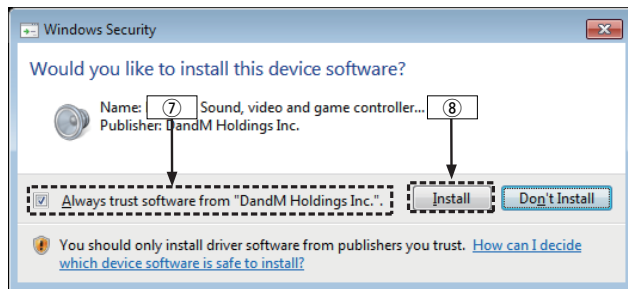 Windows Security
Would you like to install this device software?
Name: ⑦ Sound, video and game controller... ⑧
Publisher: DandM Holdings Inc.
Always trust software from "DandM Holdings Inc.".
Install
Don't Install
You should only install driver software from publishers you trust. How can I decide
which device software is safe to install?